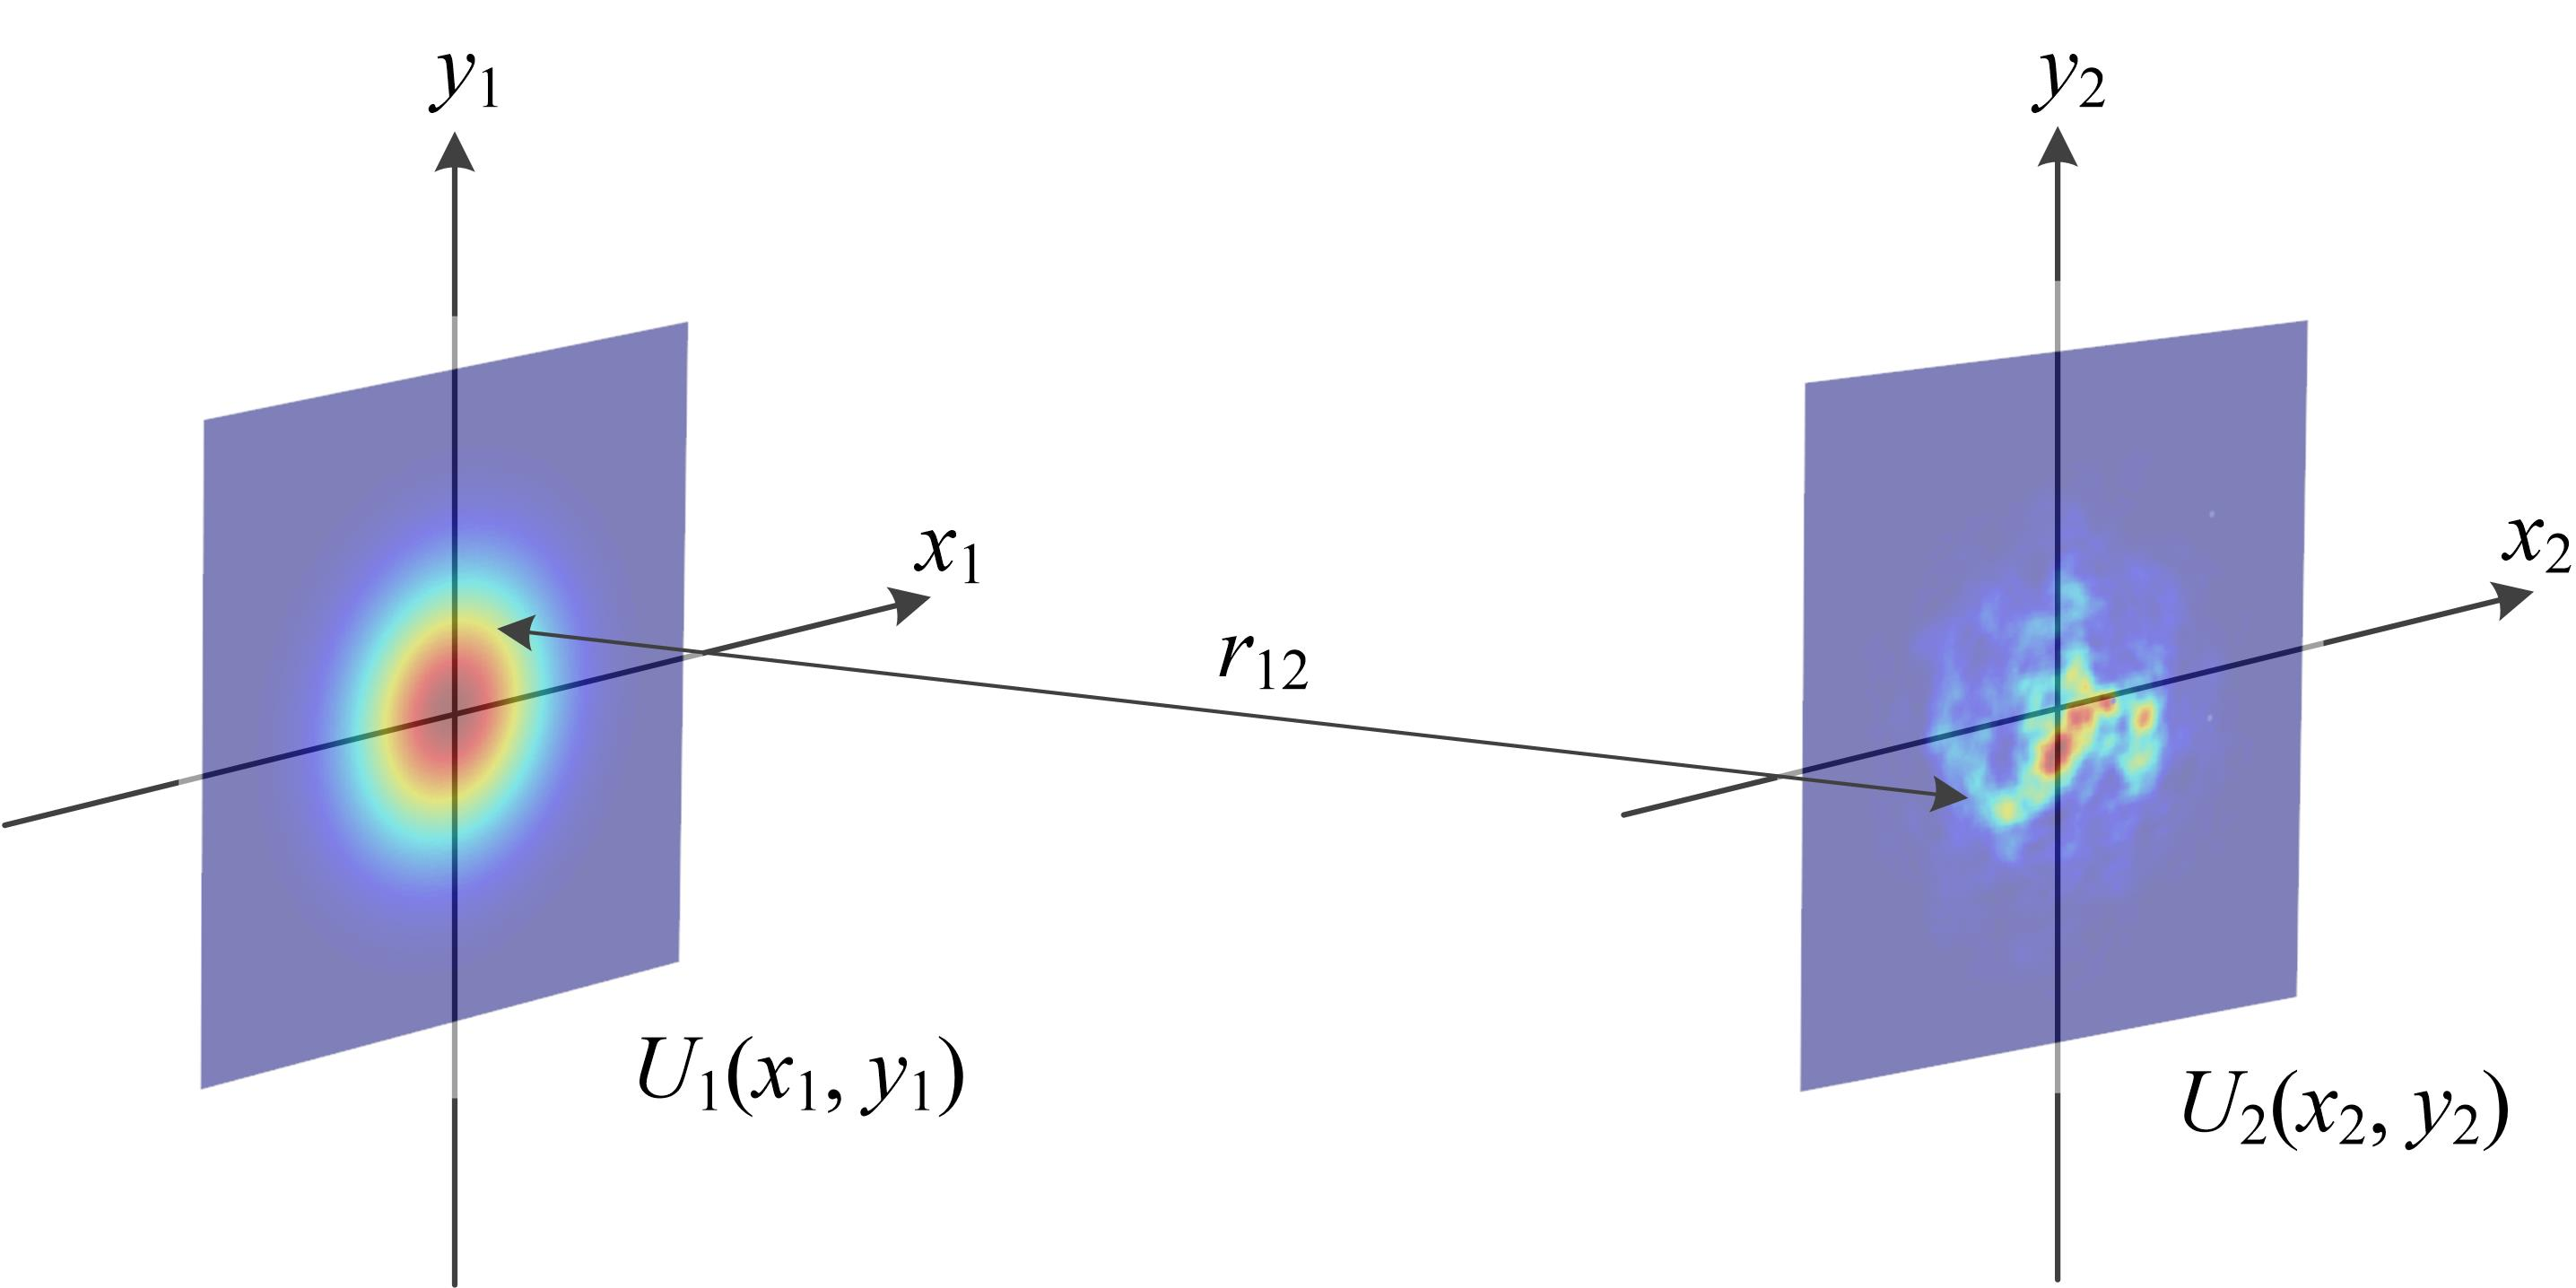 y₁
y₂
x₁
x₂
r₁₂
U₁(x₁, y₁)
U₂(x₂, y₂)